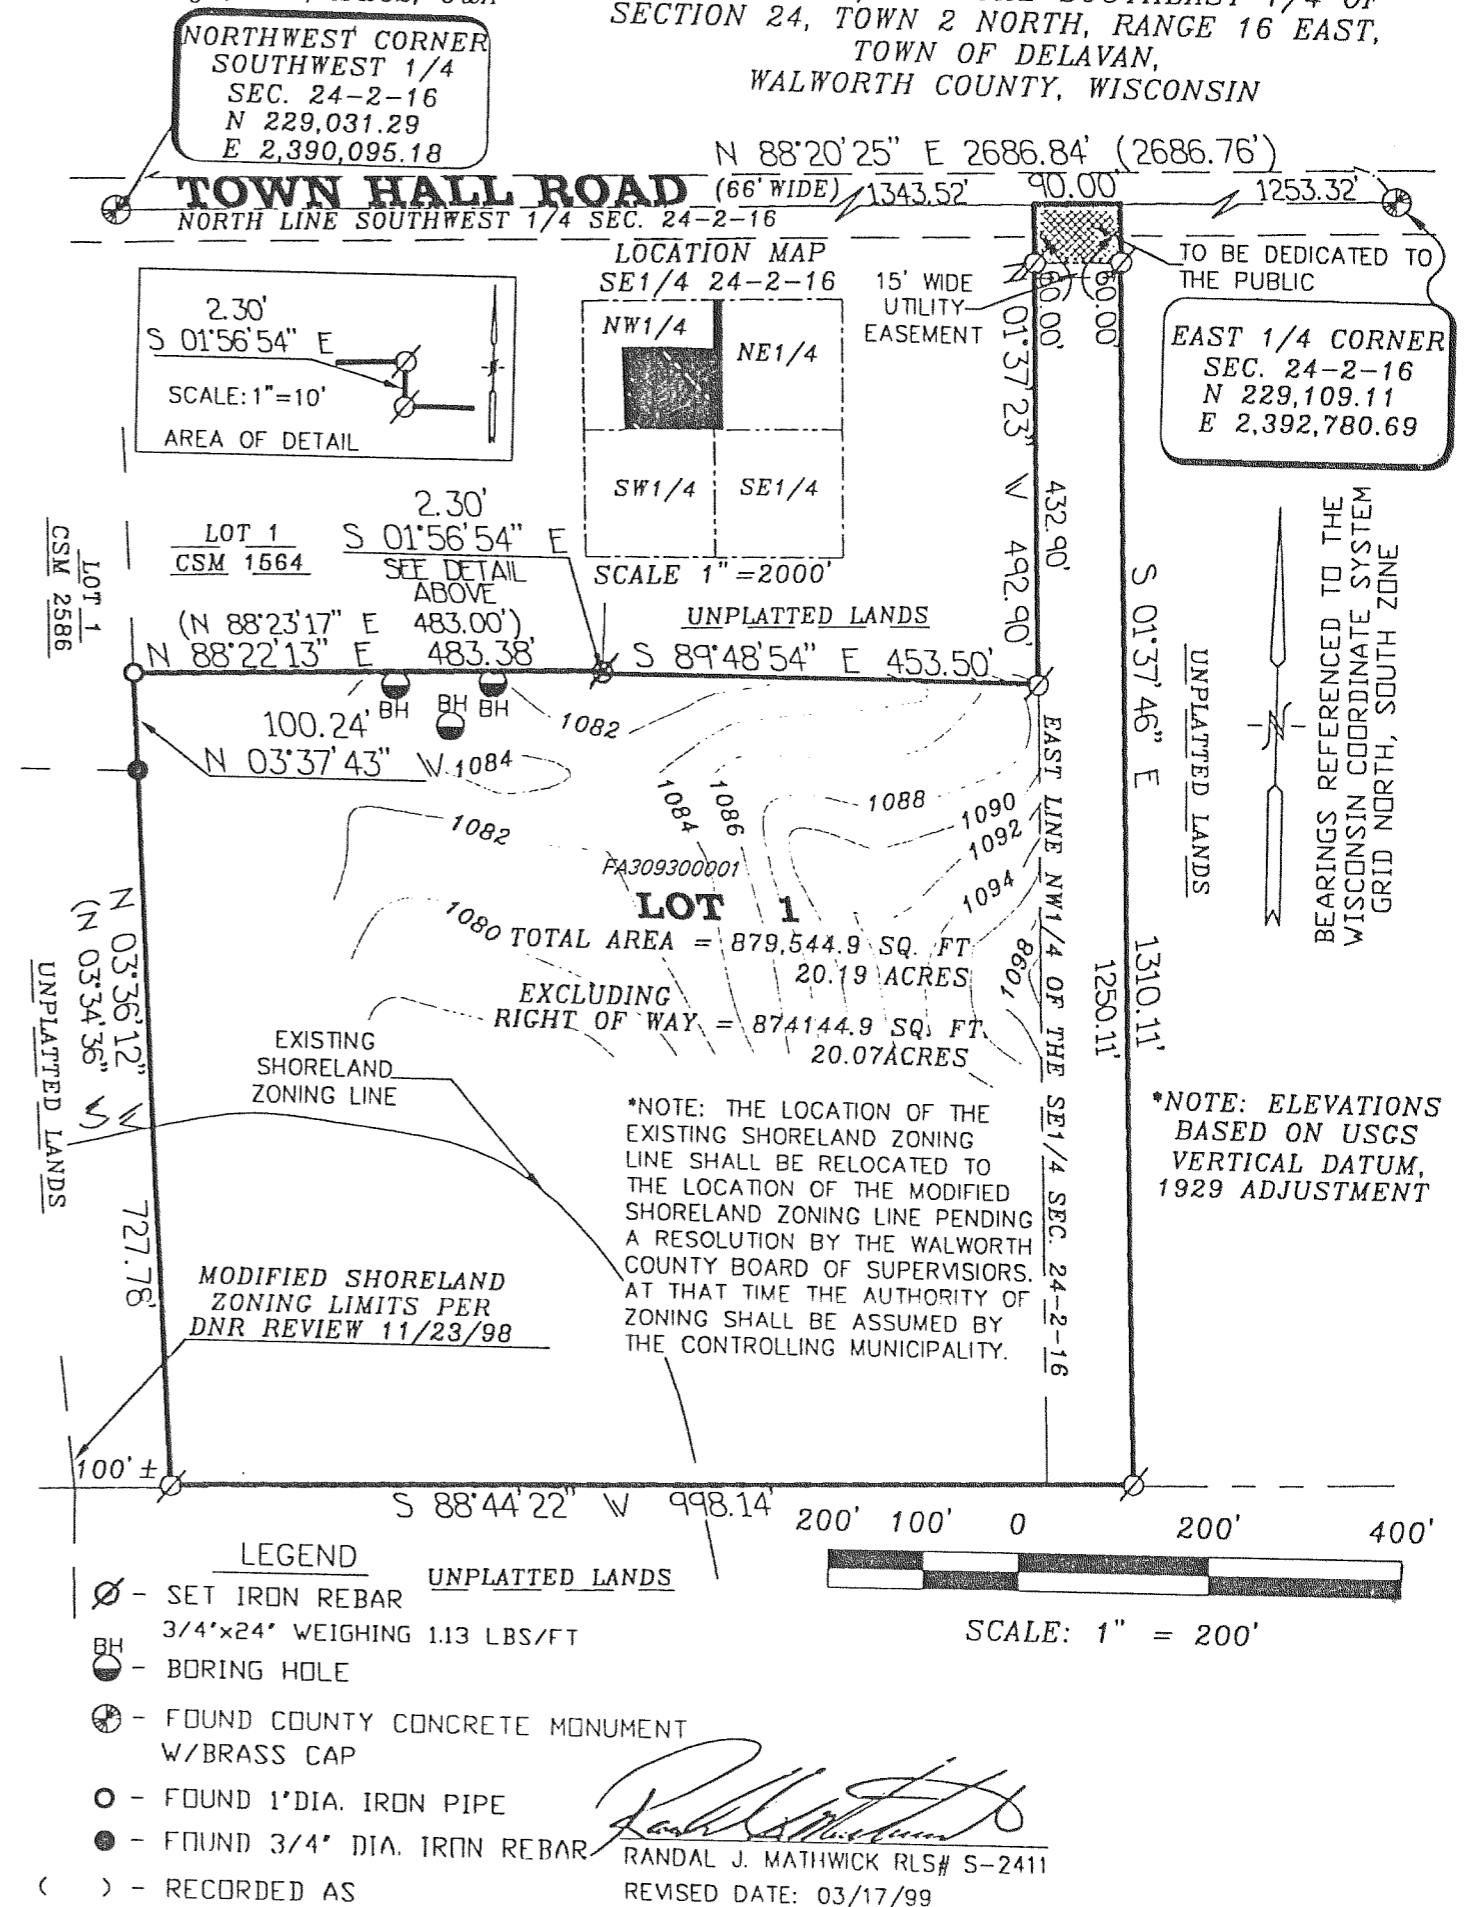 SECTION 24, TOWN 2 NORTH, RANGE 16 EAST,
TOWN OF DELAVAN,
WALWORTH COUNTY, WISCONSIN
NORTHWEST CORNER
SOUTHWEST 1/4
SEC. 24-2-16
N 229,031.29
E 2,390,095.18
N 88°20'25" E 2686.84' (2686.76')
TOWN HALL ROAD (66' WIDE) 1343.52' 90.00' 1253.32'
NORTH LINE SOUTHWEST 1/4 SEC. 24-2-16
LOCATION MAP
SE1/4 24-2-16
NW1/4
NE1/4
SW1/4
SE1/4
SCALE 1"=2000'
15' WIDE
UTILITY
EASEMENT
60.00'
60.00'
TO BE DEDICATED TO
THE PUBLIC
EAST 1/4 CORNER
SEC. 24-2-16
N 229,109.11
E 2,392,780.69
2.30'
S 01°56'54" E
SCALE: 1"=10'
AREA OF DETAIL
N 01°37'23" W 492.90'
432.90'
LOT 1
CSM 2586
LOT 1
CSM 1564
2.30'
S 01°56'54" E
SEE DETAIL
ABOVE
(N 88°23'17" E 483.00')
N 88°22'13" E 483.38'
UNPLATTED LANDS
S 89°48'54" E 453.50'
S 01°37'46" E 1310.11'
1250.11'
UNPLATTED LANDS
BEARINGS REFERENCED TO THE
WISCONSIN COORDINATE SYSTEM
GRID NORTH, SOUTH ZONE
N
BH
BH
BH
100.24'
N 03°37'43" W
1082
1084
1082
1080
1084
1086
1088
1090
1092
1094
1098
EAST LINE NW1/4 OF THE SE1/4 SEC. 24-2-16
FA309300001
LOT 1
TOTAL AREA = 879,544.9 SQ. FT
20.19 ACRES
EXCLUDING
RIGHT OF WAY = 874144.9 SQ. FT.
20.07ACRES
N 03°36'12" W 727.78'
(N 03°34'36" W
UNPLATTED LANDS
EXISTING
SHORELAND
ZONING LINE
*NOTE: THE LOCATION OF THE
EXISTING SHORELAND ZONING
LINE SHALL BE RELOCATED TO
THE LOCATION OF THE MODIFIED
SHORELAND ZONING LINE PENDING
A RESOLUTION BY THE WALWORTH
COUNTY BOARD OF SUPERVISIORS.
AT THAT TIME THE AUTHORITY OF
ZONING SHALL BE ASSUMED BY
THE CONTROLLING MUNICIPALITY.
*NOTE: ELEVATIONS
BASED ON USGS
VERTICAL DATUM,
1929 ADJUSTMENT
MODIFIED SHORELAND
ZONING LIMITS PER
DNR REVIEW 11/23/98
100' ±
S 88°44'22" W 998.14'
200' 100' 0 200' 400'
SCALE: 1" = 200'
UNPLATTED LANDS
LEGEND
Ø - SET IRON REBAR
3/4"x24" WEIGHING 1.13 LBS/FT
BH
- BORING HOLE
- FOUND COUNTY CONCRETE MONUMENT
W/BRASS CAP
- FOUND 1"DIA. IRON PIPE
- FOUND 3/4" DIA. IRON REBAR
( ) - RECORDED AS
RANDAL J. MATHWICK RLS# S-2411
REVISED DATE: 03/17/99